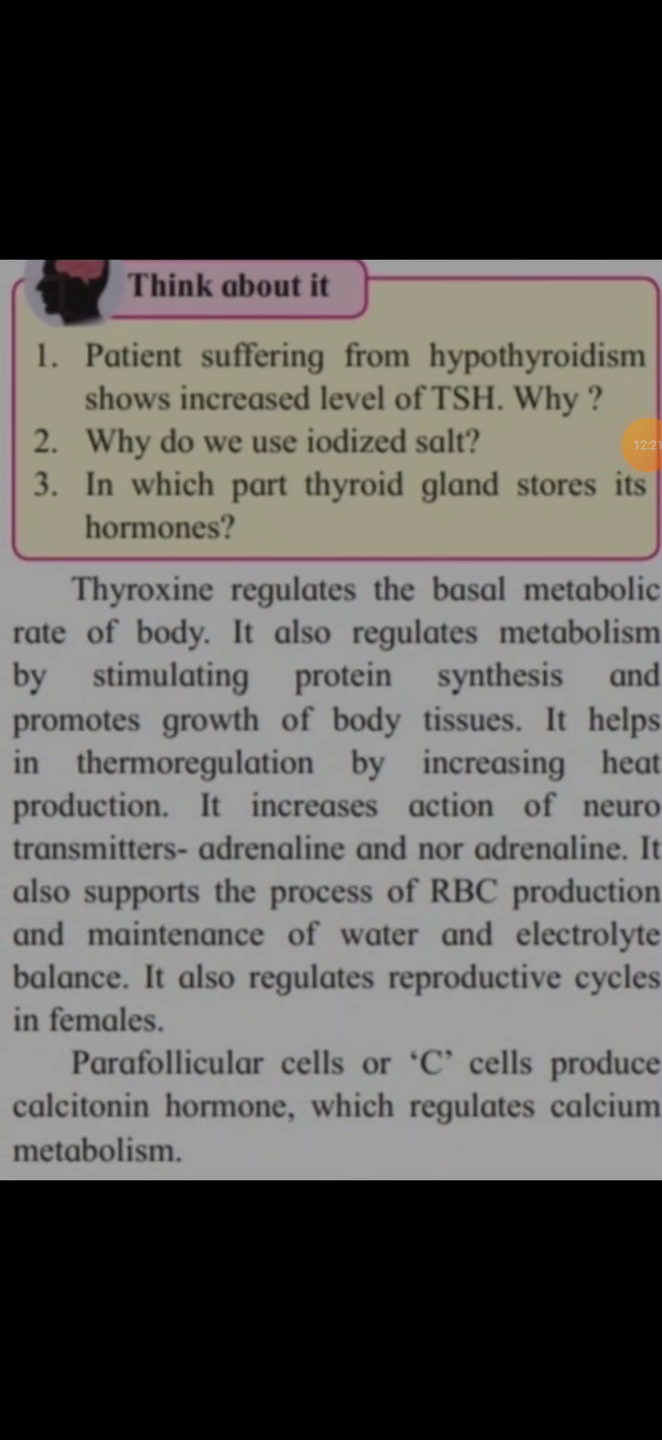 Think about it
1. Patient suffering from hypothyroidism
shows increased level of TSH. Why ?
2. Why do we use iodized salt?
12:21
3. In which part thyroid gland stores its
hormones?
Thyroxine regulates the basal metabolic
rate of body. It also regulates metabolism
by stimulating protein synthesis and
promotes growth of body tissues. It helps
in thermoregulation by increasing heat
production. It increases action of neuro
transmitters- adrenaline and nor adrenaline. It
also supports the process of RBC production
and maintenance of water and electrolyte
balance. It also regulates reproductive cycles
in females.
Parafollicular cells or ‘C’ cells produce
calcitonin hormone, which regulates calcium
metabolism.